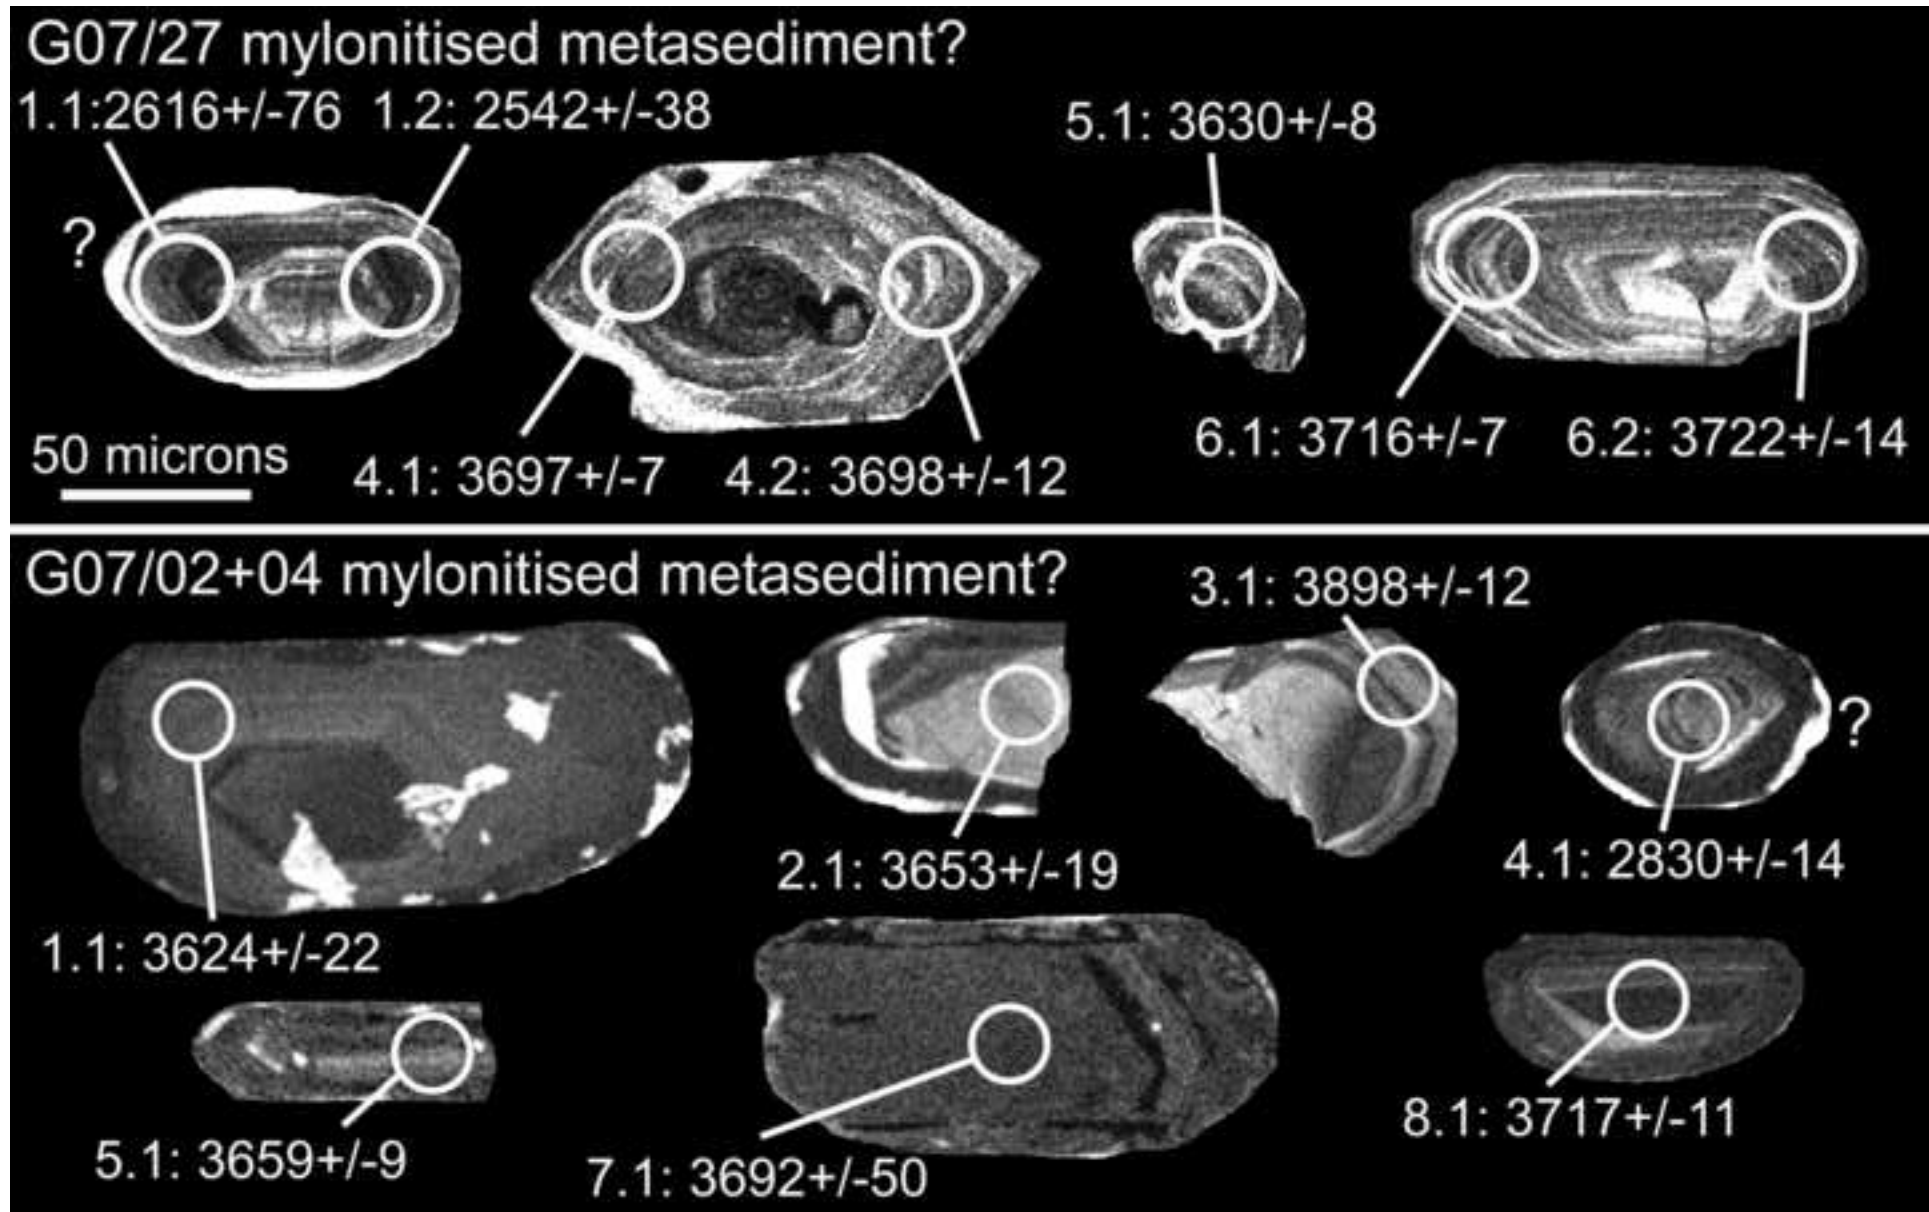 G07/27 mylonitised metasediment?
1.1:2616+/-76 1.2: 2542+/-38
5.1: 3630+/-8
?
50 microns
4.1: 3697+/-7 4.2: 3698+/-12
6.1: 3716+/-7 6.2: 3722+/-14
G07/02+04 mylonitised metasediment?
3.1: 3898+/-12
?
2.1: 3653+/-19
4.1: 2830+/-14
1.1: 3624+/-22
5.1: 3659+/-9
7.1: 3692+/-50
8.1: 3717+/-11